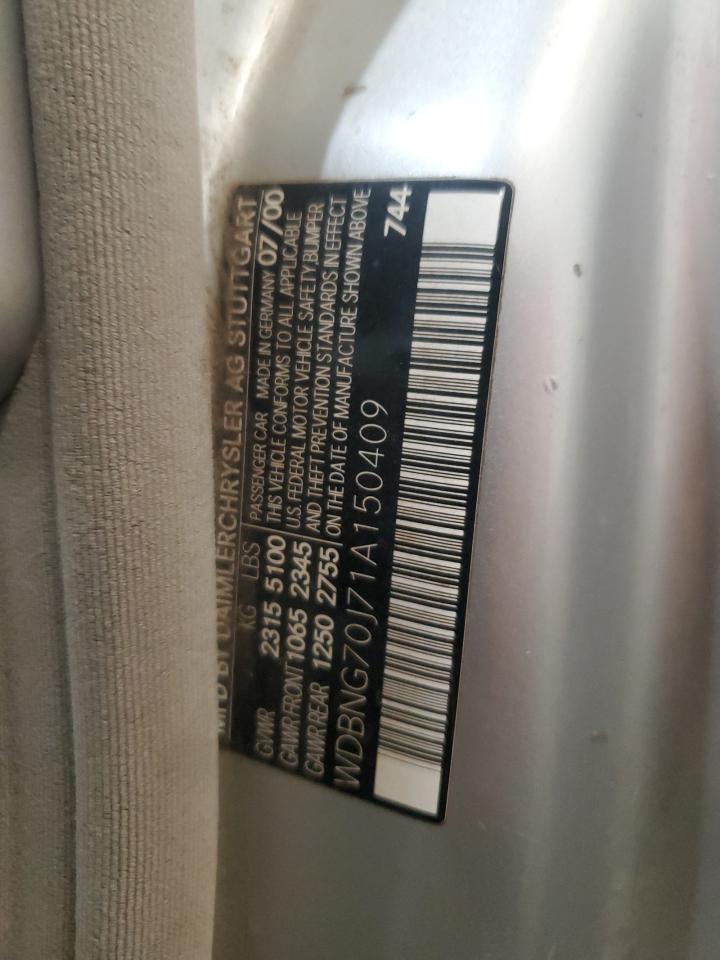 MFD BY DAIMLERCHRYSLER AG STUTTGART
KG LBS
GVWR 2315 5100
GAWR FRONT 1065 2345
GAWR REAR 1250 2755
PASSENGER CAR MADE IN GERMANY 07/00
THIS VEHICLE CONFORMS TO ALL APPLICABLE
U.S. FEDERAL MOTOR VEHICLE SAFETY,BUMPER,
AND THEFT PREVENTION STANDARDS IN EFFECT
ON THE DATE OF MANUFACTURE SHOWN ABOVE
WDBNG70J71A150409
744